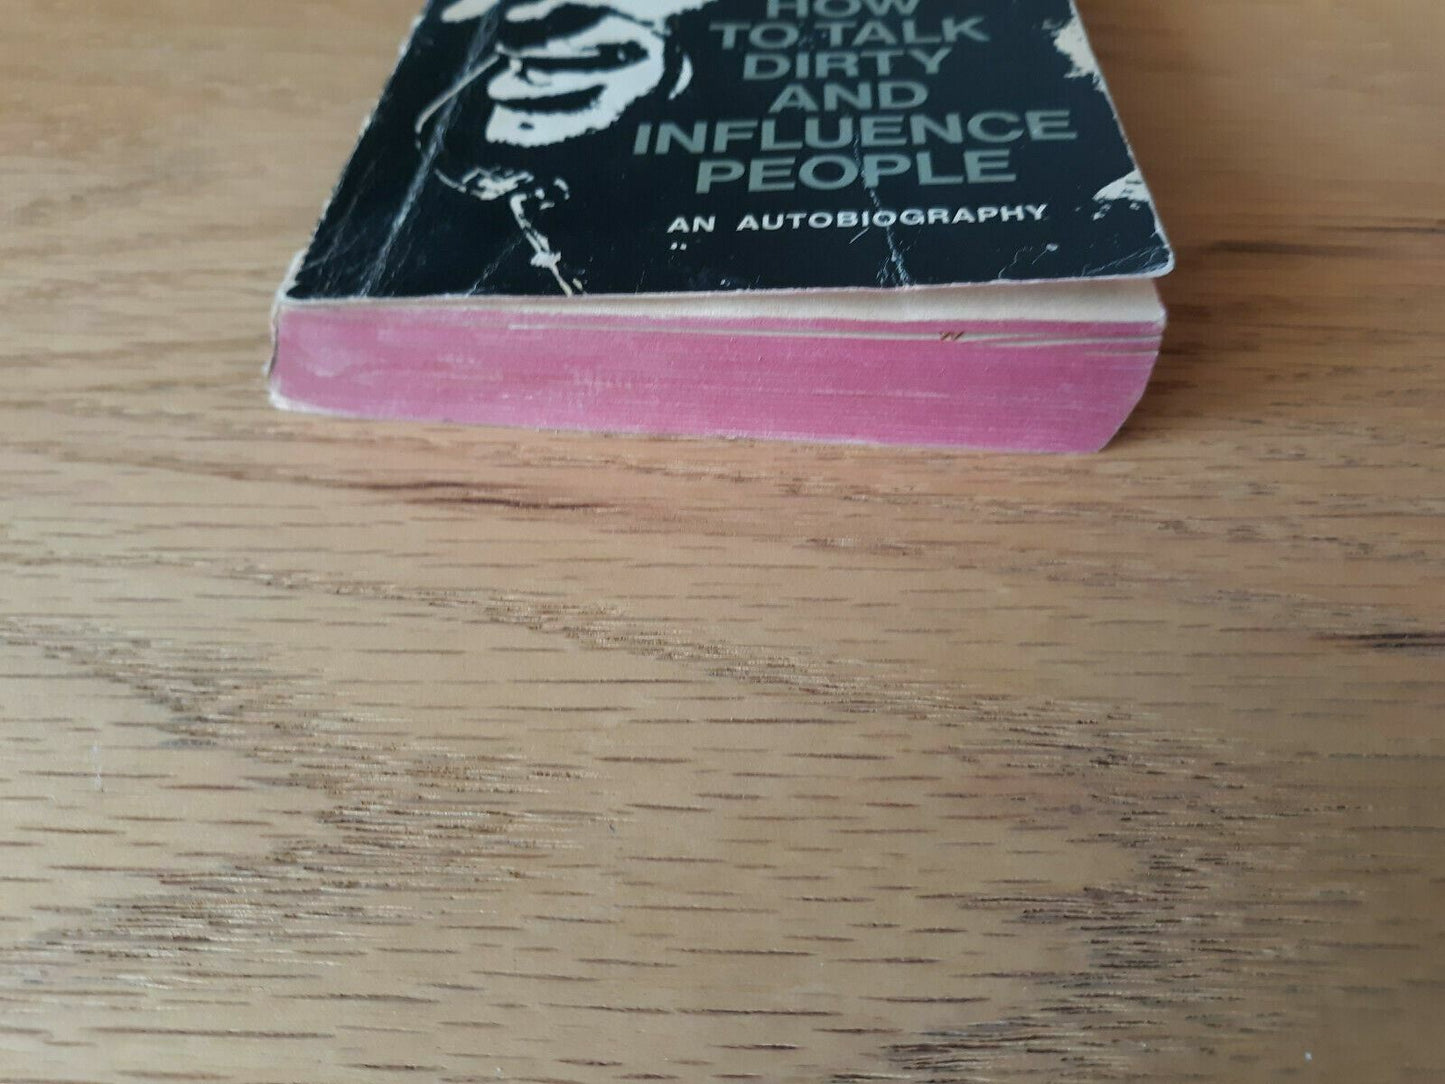 HOW
TO TALK
DIRTY
AND
INFLUENCE
PEOPLE
AN AUTOBIOGRAPHY